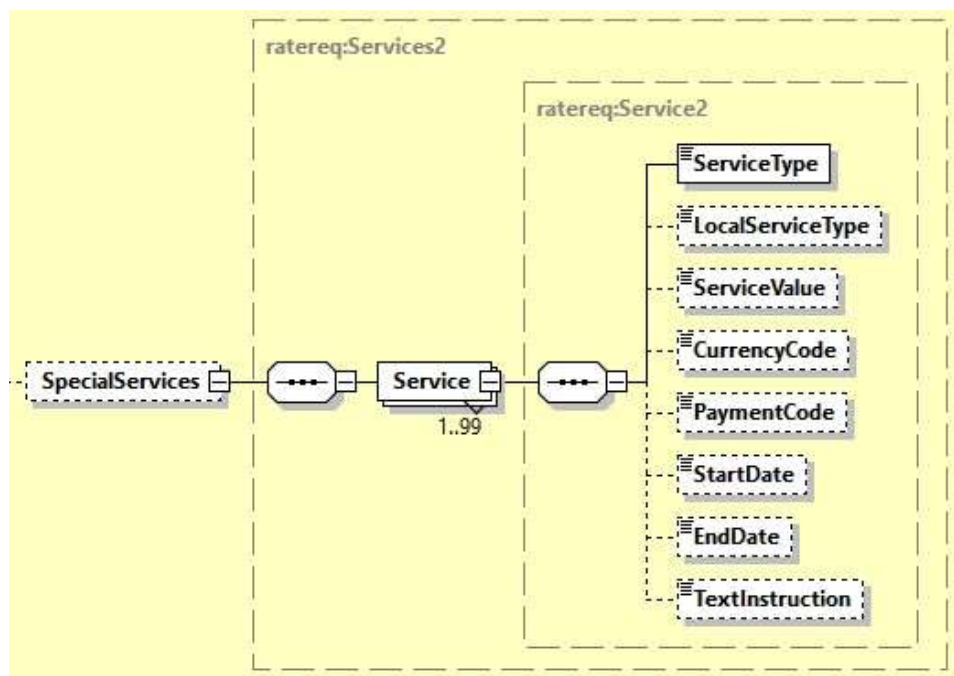 ratereq:Services2
ratereq:Service2
ServiceType
LocalServiceType
ServiceValue
CurrencyCode
SpecialServices
Service
1..99
PaymentCode
StartDate
EndDate
TextInstruction